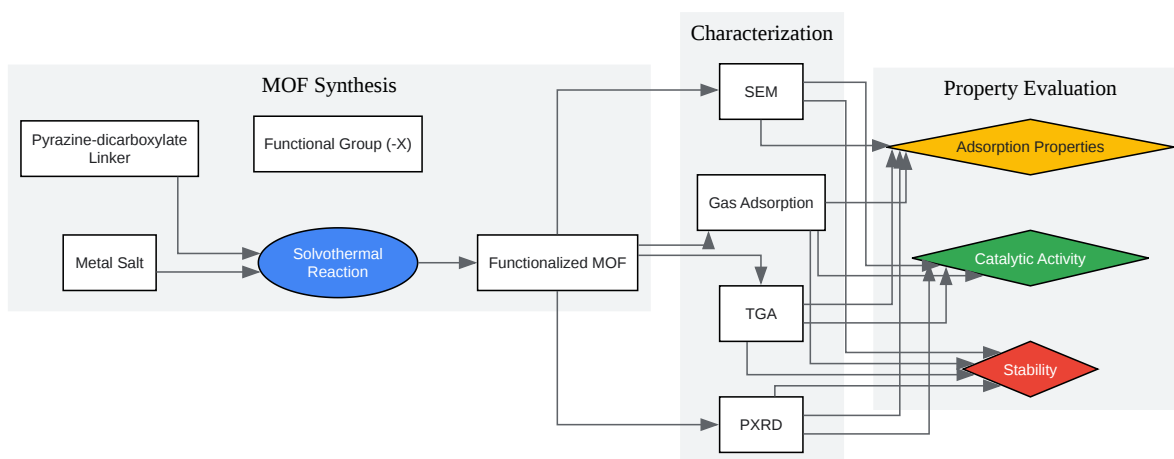 MOF Synthesis
Pyrazine-dicarboxylate
Linker
Functional Group (-X)
Metal Salt
Solvothermal
Reaction
Functionalized MOF
Characterization
SEM
Gas Adsorption
TGA
PXRD
Property Evaluation
Adsorption Properties
Catalytic Activity
Stability